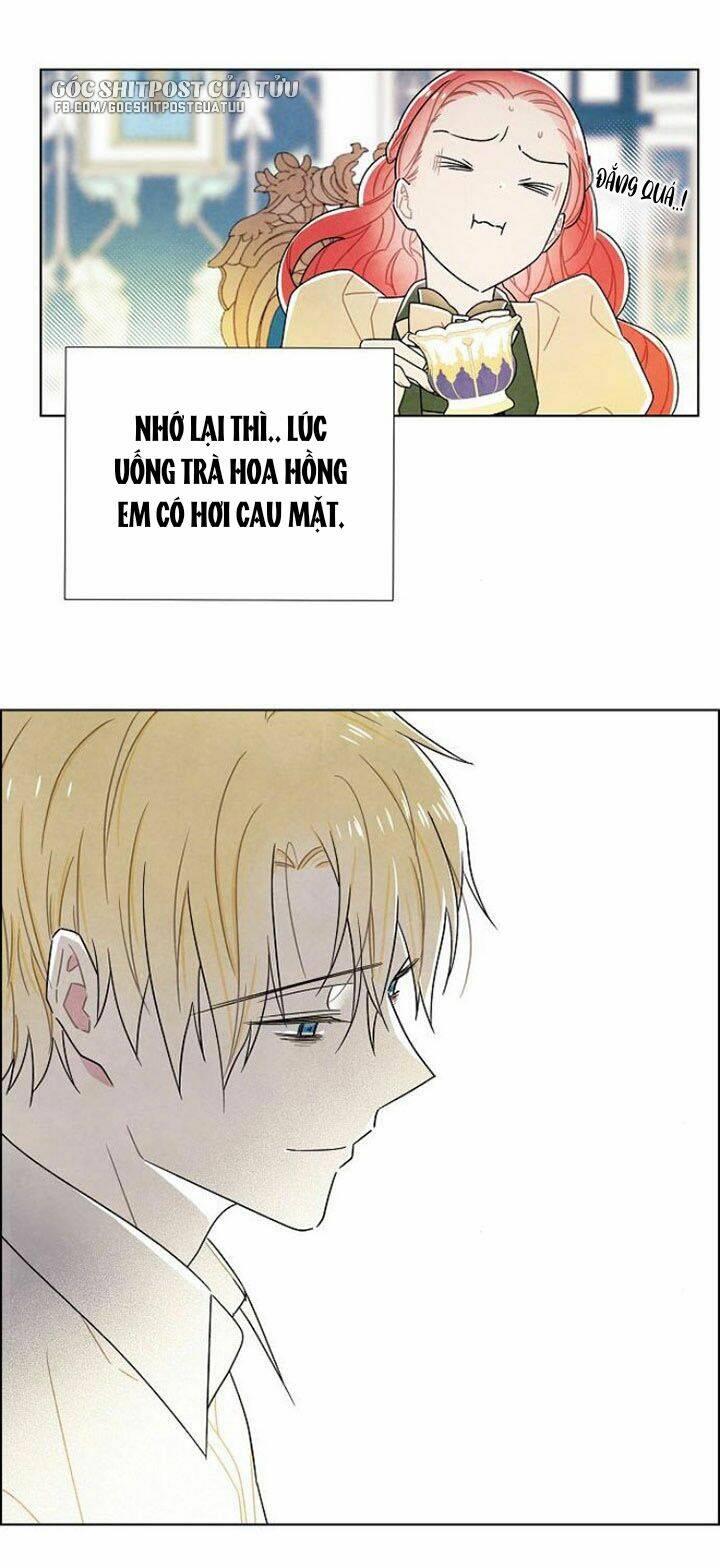 GÓC SHITPOST CỦA TỬU
FB.COM/GOCSHITPOSTCUATUU
ĐẮNG QUÁ..!
NHỚ LẠI THÌ.. LÚC
UỐNG TRÀ HOA HỒNG
EM CÓ HƠI CAU MẶT.